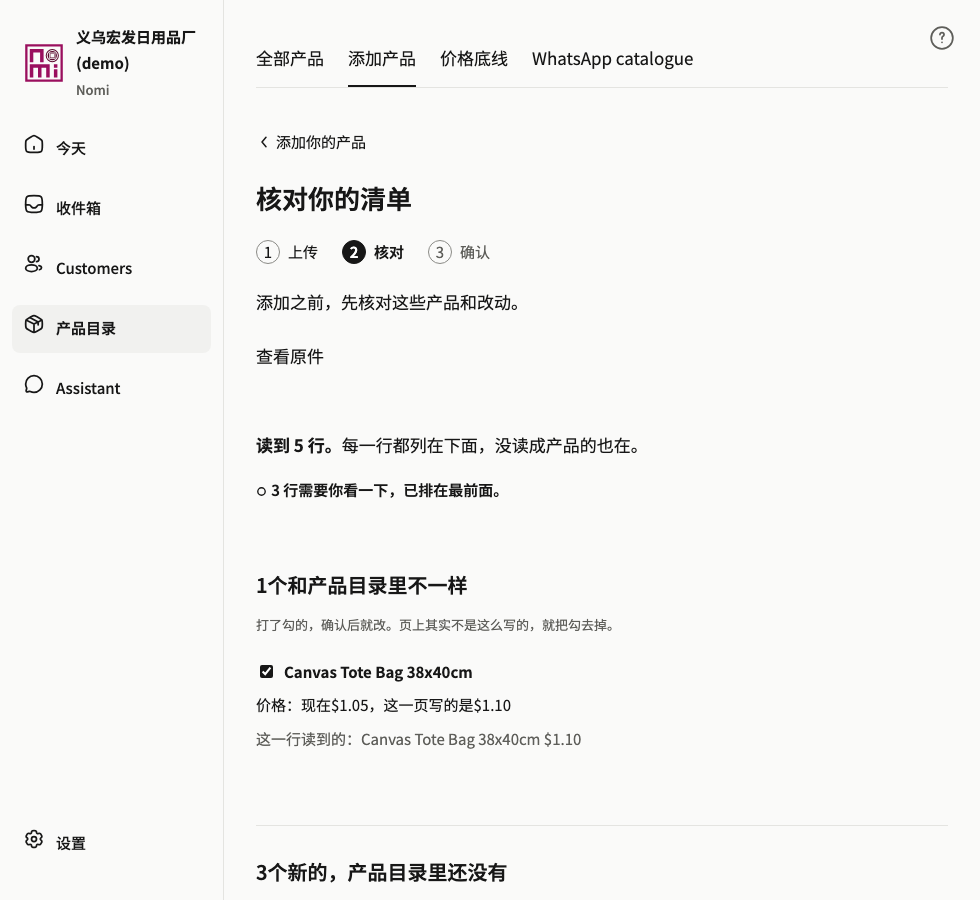 义乌宏发日用品厂
(demo)
Nomi
今天
收件箱
Customers
产品目录
Assistant
设置
全部产品
添加产品
价格底线
WhatsApp catalogue
?
添加你的产品
核对你的清单
1 上传
2 核对
3 确认
添加之前，先核对这些产品和改动。
查看原件
读到 5 行。每一行都列在下面，没读成产品的也在。
3 行需要你看一下，已排在最前面。
1个和产品目录里不一样
打了勾的，确认后就改。页上其实不是这么写的，就把勾去掉。
Canvas Tote Bag 38x40cm
价格：现在$1.05，这一页写的是$1.10
这一行读到的：Canvas Tote Bag 38x40cm $1.10
3个新的，产品目录里还没有